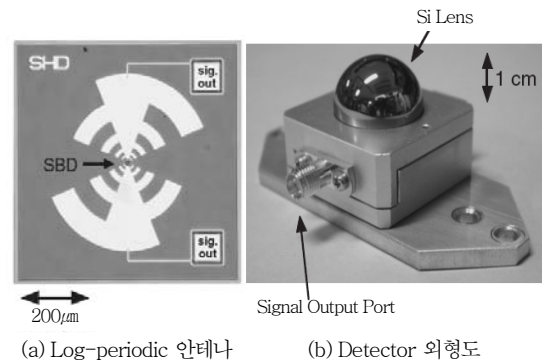 SHD
sig.
out
SBD
sig.
out
200㎛
(a) Log-periodic 안테나
Si Lens
1 cm
Signal Output Port
(b) Detector 외형도